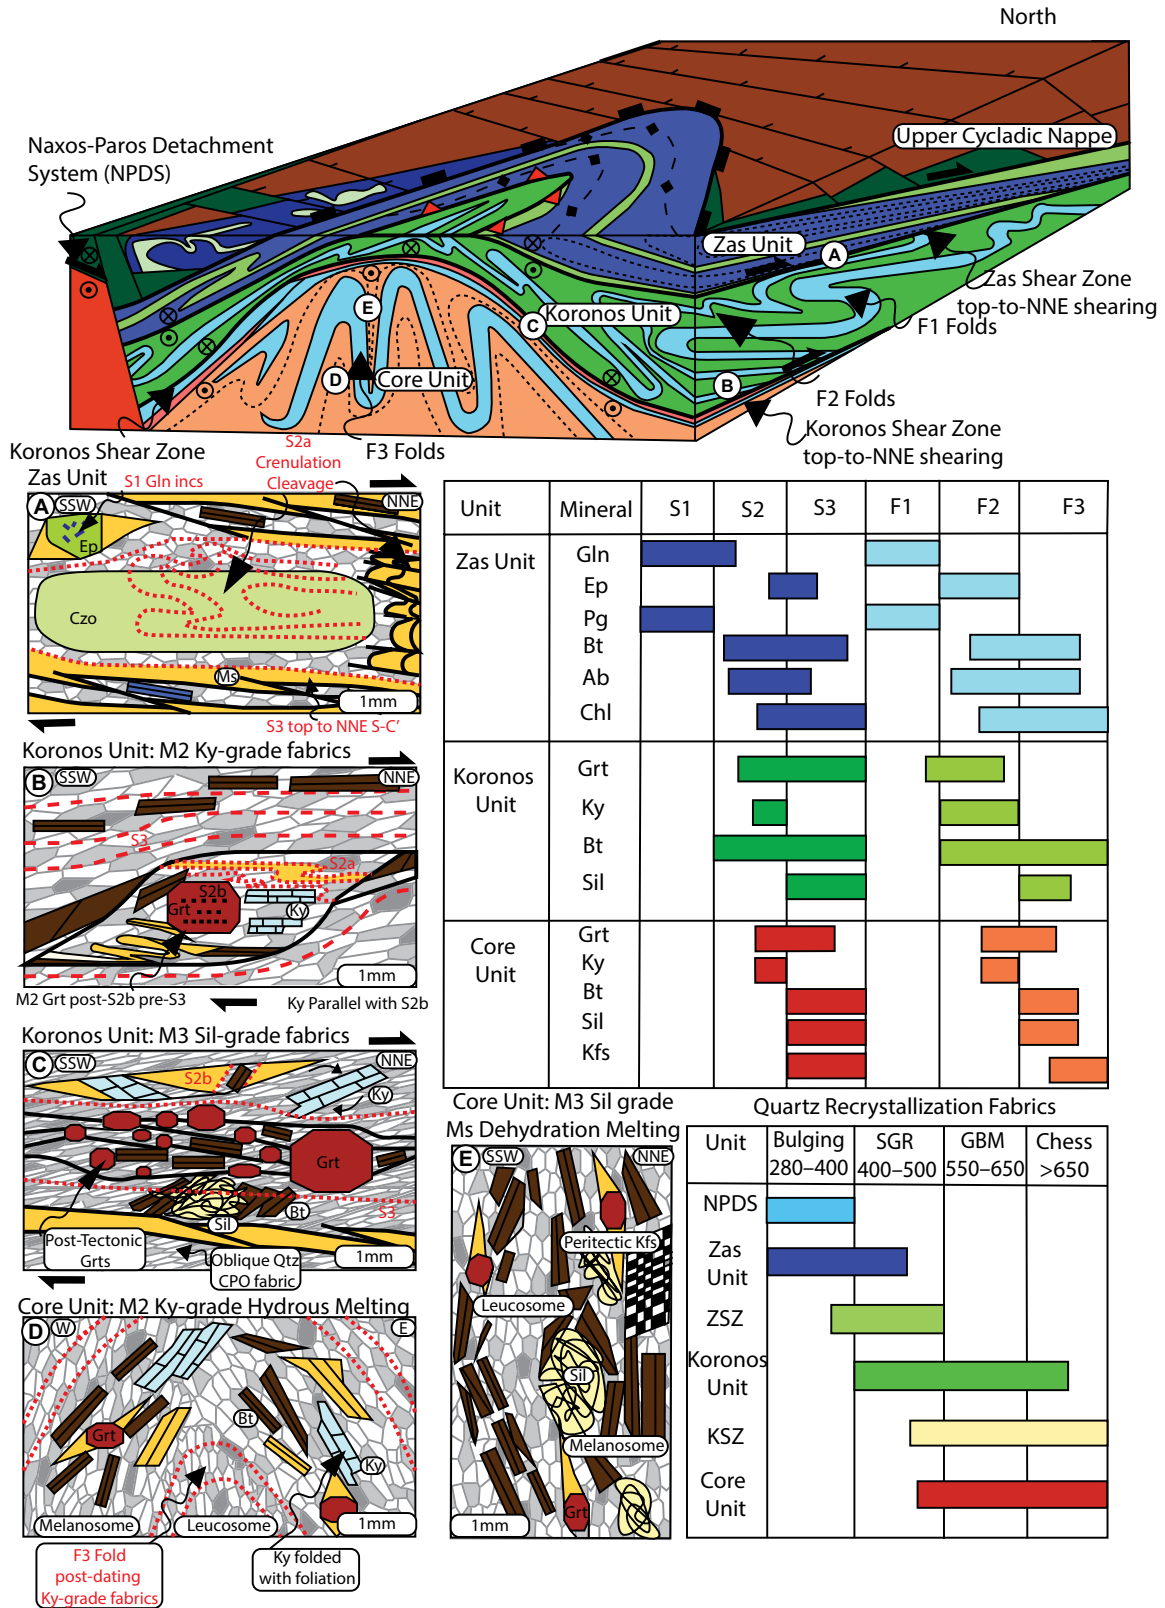 North
Naxos-Paros Detachment
System (NPDS)
Upper Cycladic Nappe
Zas Unit
A
Zas Shear Zone
top-to-NNE shearing
E
Koronos Unit
C
F1 Folds
D
Core Unit
B
F2 Folds
Koronos Shear Zone
F3 Folds
Koronos Shear Zone
top-to-NNE shearing
Zas Unit
S1 Gln incs
S2a
Crenulation
Cleavage
A
SSW
NNE
Ep
Czo
Ms
1mm
S3 top to NNE S-C'
Koronos Unit: M2 Ky-grade fabrics
B
SSW
NNE
S3
S2a
S2b
Grt
Ky
1mm
M2 Grt post-S2b pre-S3
Ky Parallel with S2b
Koronos Unit: M3 Sil-grade fabrics
C
SSW
NNE
S2b
Ky
Grt
Bt
Sil
S3
Post-Tectonic
Grts
Oblique Qtz
CPO fabric
1mm
Core Unit: M2 Ky-grade Hydrous Melting
D
W
E
Bt
Grt
Ky
Melanosome
Leucosome
1mm
F3 Fold
post-dating
Ky-grade fabrics
Ky folded
with foliation
Unit
Mineral
S1
S2
S3
F1
F2
F3
Zas Unit
Gln
Ep
Pg
Bt
Ab
Chl
Koronos
Unit
Grt
Ky
Bt
Sil
Core
Unit
Grt
Ky
Bt
Sil
Kfs
Core Unit: M3 Sil grade
Ms Dehydration Melting
E
SSW
NNE
Peritectic Kfs
Leucosome
Sil
Melanosome
Grt
1mm
Quartz Recrystallization Fabrics
Unit
Bulging
280–400
SGR
400–500
GBM
550–650
Chess
>650
NPDS
Zas
Unit
ZSZ
Koronos
Unit
KSZ
Core
Unit